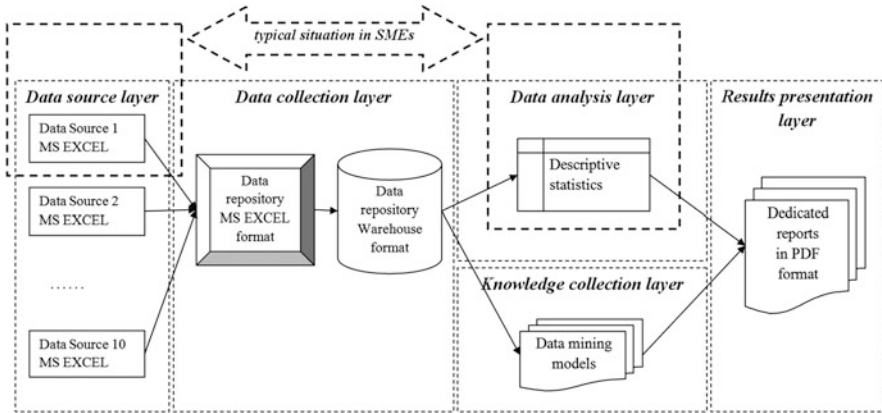 typical situation in SMEs
Data source layer
Data Source 1
MS EXCEL
Data Source 2
MS EXCEL
......
Data Source 10
MS EXCEL
Data collection layer
Data
repository
MS EXCEL
format
Data
repository
Warehouse
format
Data analysis layer
Descriptive
statistics
Knowledge collection layer
Data mining
models
Results presentation
layer
Dedicated
reports
in PDF
format